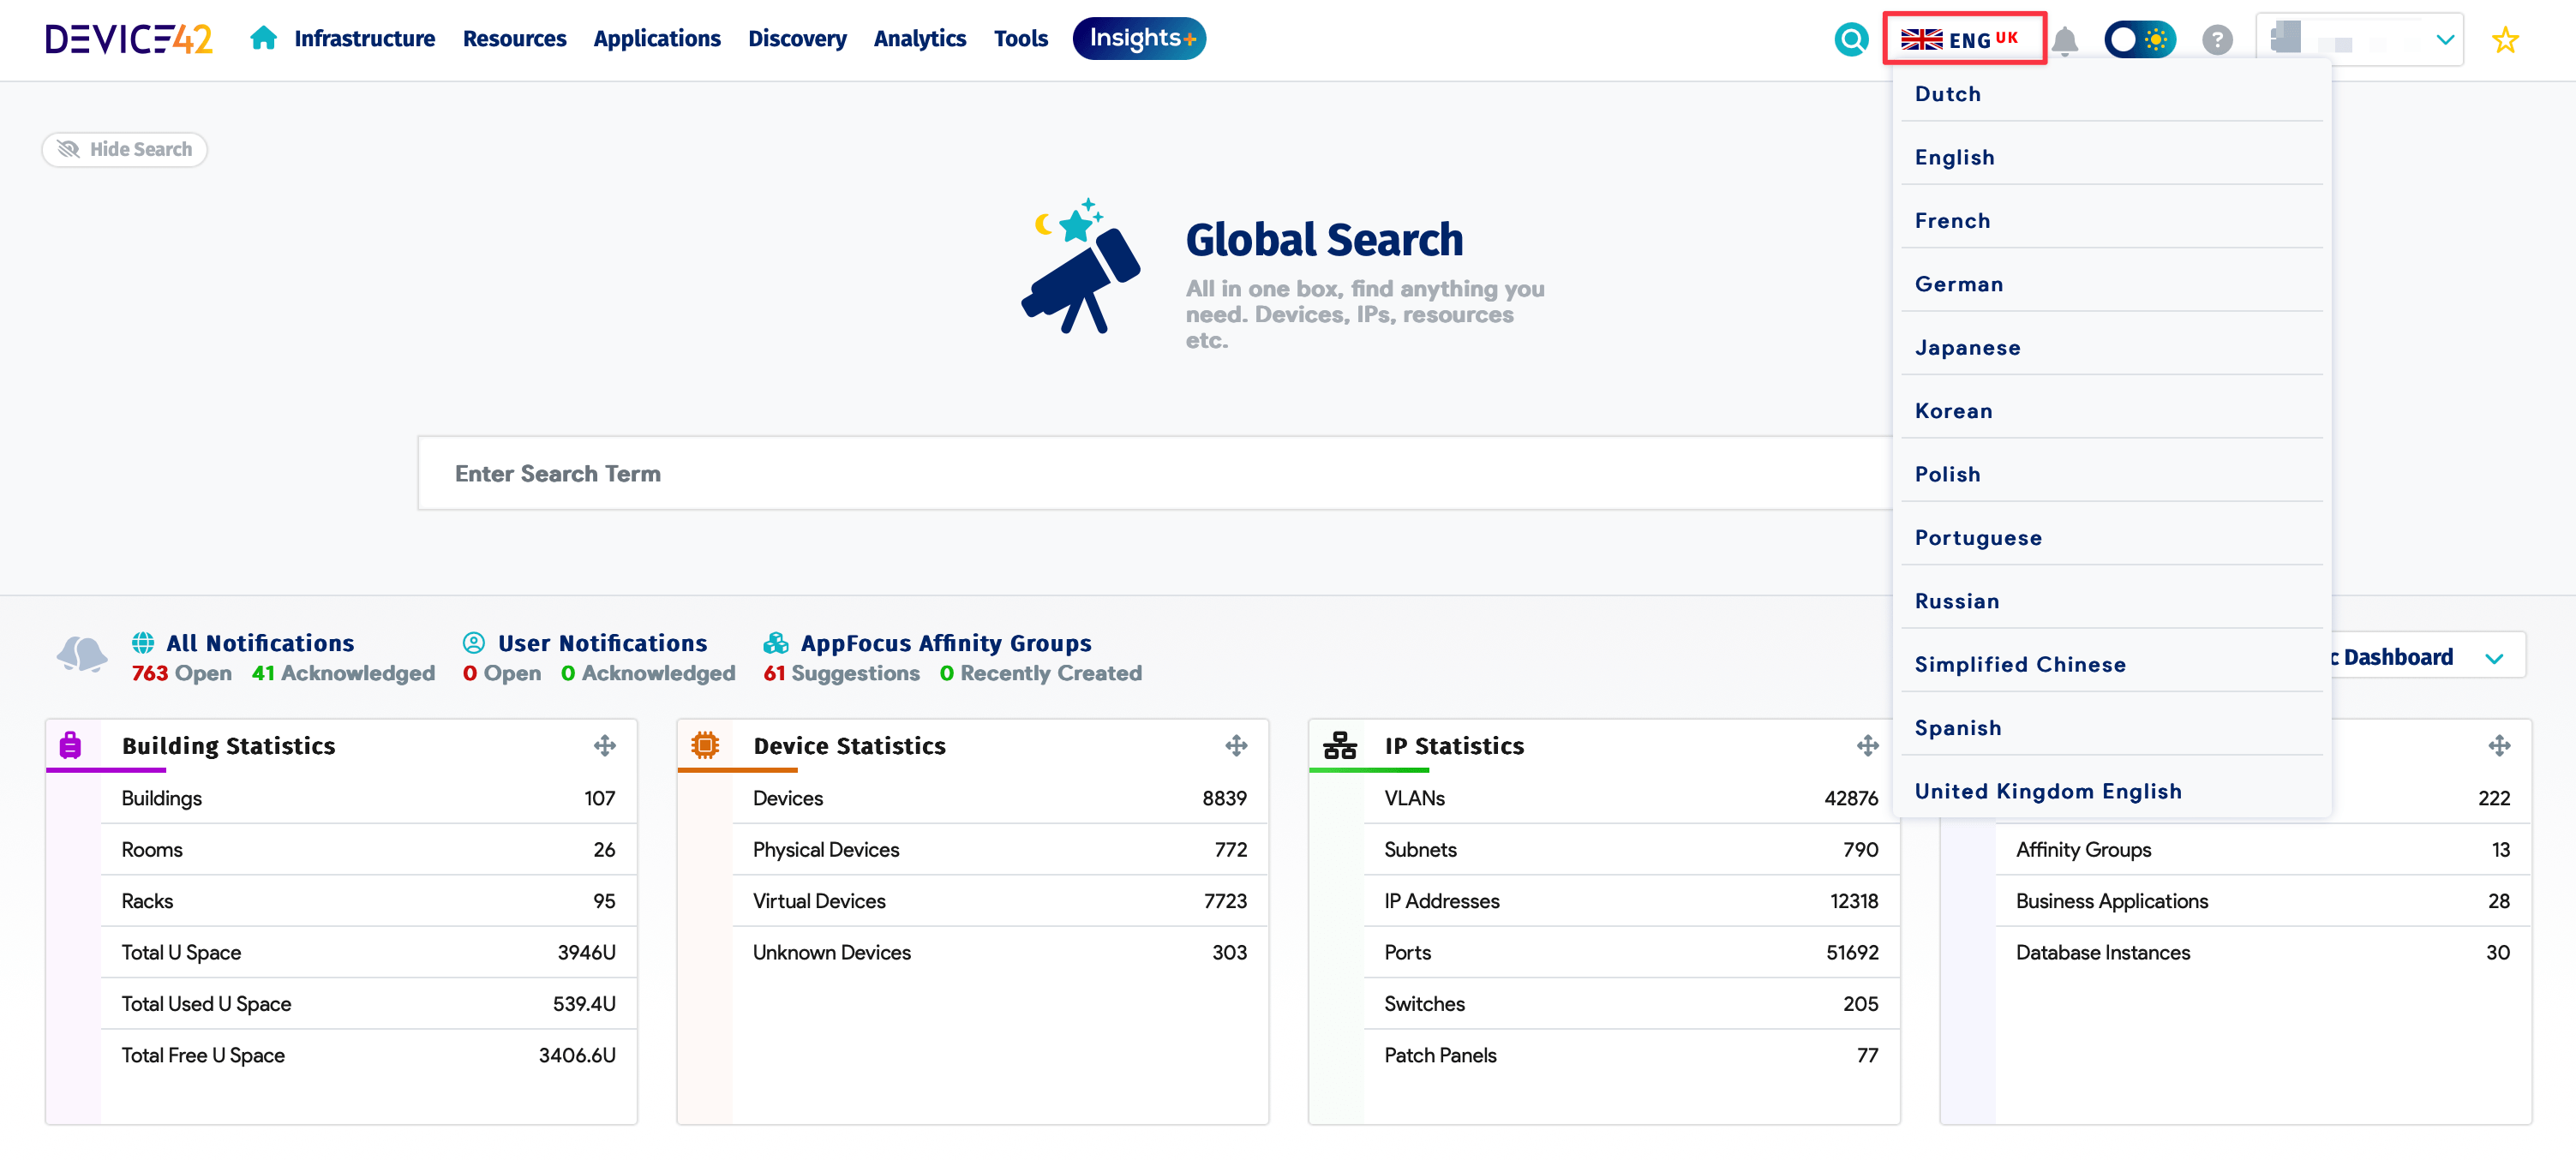 DEVICE42
Infrastructure
Resources
Applications
Discovery
Analytics
Tools
Insights+
ENG UK
?
Dutch
English
French
German
Japanese
Korean
Polish
Portuguese
Russian
Simplified Chinese
Spanish
United Kingdom English
Hide Search
Global Search
All in one box, find anything you
need. Devices, IPs, resources
etc.
Enter Search Term
All Notifications
763 Open 41 Acknowledged
User Notifications
0 Open 0 Acknowledged
AppFocus Affinity Groups
61 Suggestions 0 Recently Created
Dashboard
Building Statistics
Buildings 107
Rooms 26
Racks 95
Total U Space 3946U
Total Used U Space 539.4U
Total Free U Space 3406.6U
Device Statistics
Devices 8839
Physical Devices 772
Virtual Devices 7723
Unknown Devices 303
IP Statistics
VLANs 42876
Subnets 790
IP Addresses 12318
Ports 51692
Switches 205
Patch Panels 77
222
Affinity Groups 13
Business Applications 28
Database Instances 30